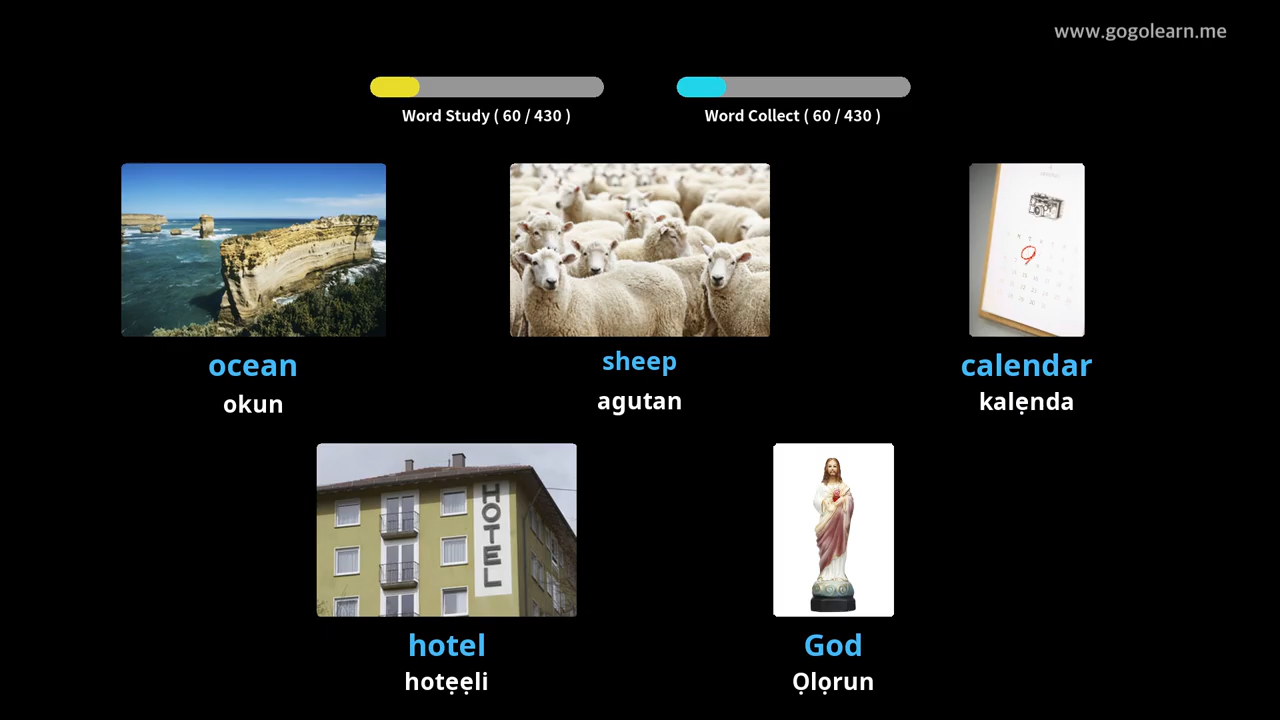 www.gogolearn.me
Word Study ( 60 / 430 )
Word Collect ( 60 / 430 )
ocean
okun
sheep
agutan
calendar
kalẹnda
HOTEL
hotel
hotẹẹli
God
Ọlọrun